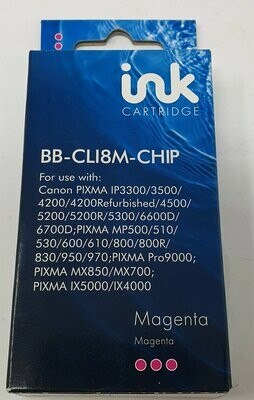 ink
CARTRIDGE
BB-CLI8M-CHIP
For use with:
Canon PIXMA IP3300/3500/
4200/4200Refurbished/4500/
5200/5200R/5300/6600D/
6700D;PIXMA MP500/510/
530/600/610/800/800R/
830/950/970;PIXMA Pro9000;
PIXMA MX850/MX700;
PIXMA IX5000/IX4000
Magenta
Magenta